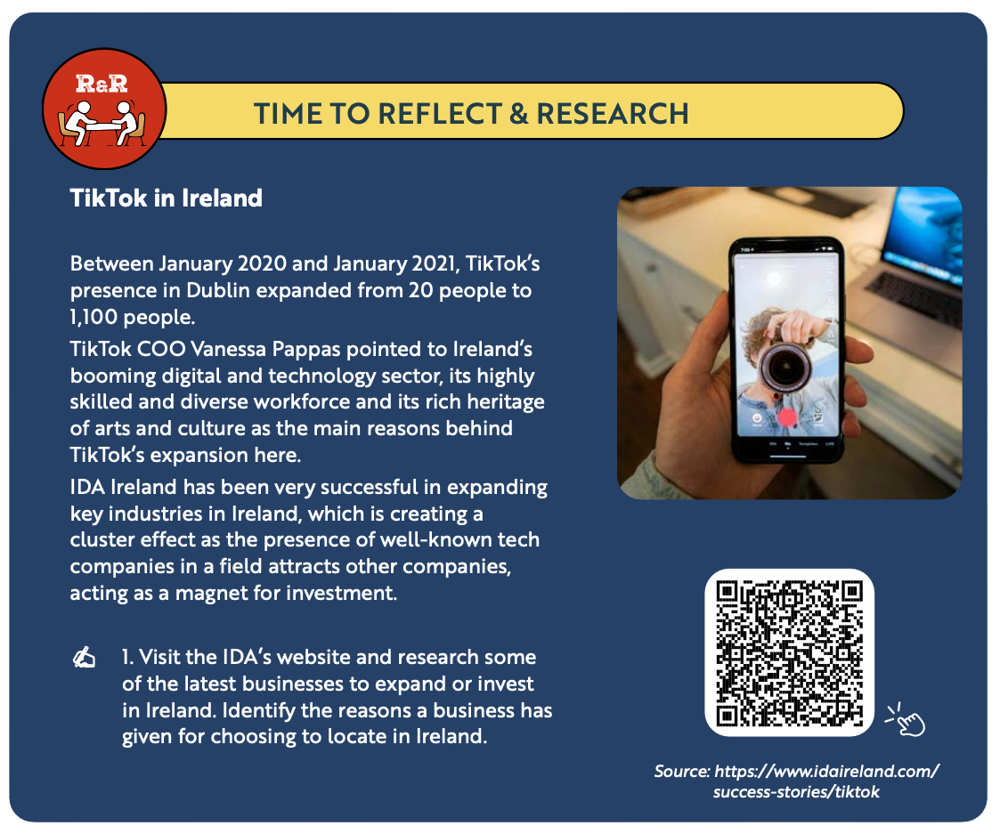 R&R
TIME TO REFLECT & RESEARCH
TikTok in Ireland
Between January 2020 and January 2021, TikTok's
presence in Dublin expanded from 20 people to
1,100 people.
TikTok COO Vanessa Pappas pointed to Ireland's
booming digital and technology sector, its highly
skilled and diverse workforce and its rich heritage
of arts and culture as the main reasons behind
TikTok's expansion here.
IDA Ireland has been very successful in expanding
key industries in Ireland, which is creating a
cluster effect as the presence of well-known tech
companies in a field attracts other companies,
acting as a magnet for investment.
1. Visit the IDA's website and research some
of the latest businesses to expand or invest
in Ireland. Identify the reasons a business has
given for choosing to locate in Ireland.
Templates LIVE
Source: https://www.idaireland.com/
success-stories/tiktok